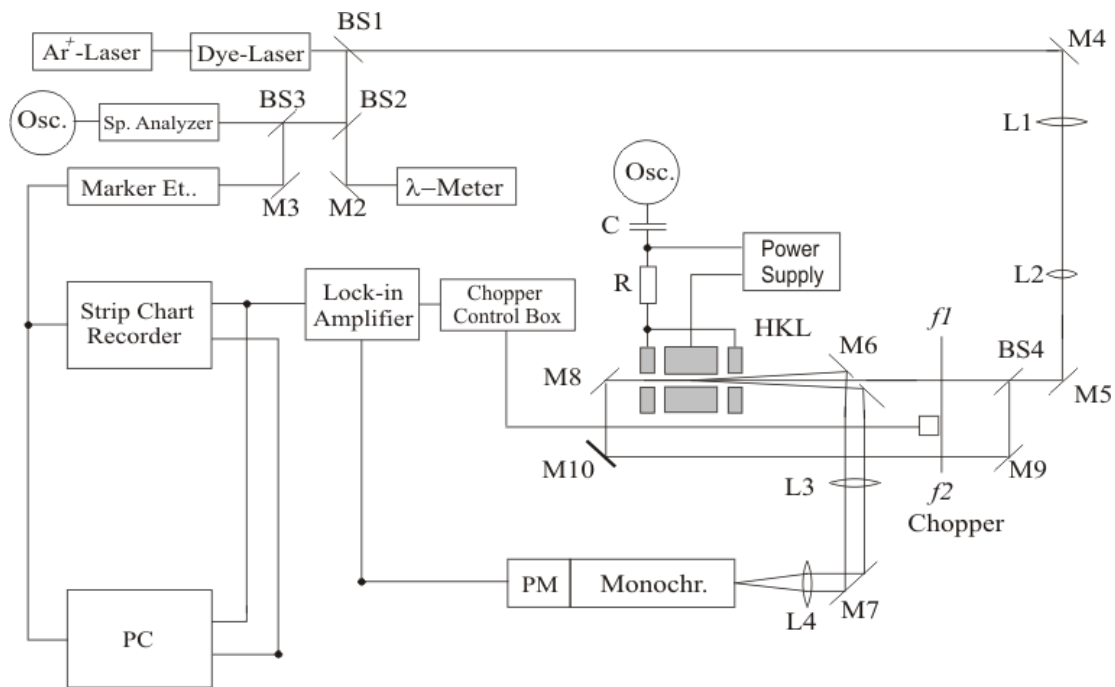 BS1
M4
Ar+-Laser
Dye-Laser
BS3
BS2
Osc.
Sp. Analyzer
L1
Marker Et..
M3
M2
λ–Meter
Osc.
C
Power
Supply
R
L2
Strip Chart
Recorder
Lock-in
Amplifier
Chopper
Control Box
HKL
M6
f1
BS4
M8
M5
M10
M9
L3
f2
Chopper
PM
Monochr.
L4
M7
PC